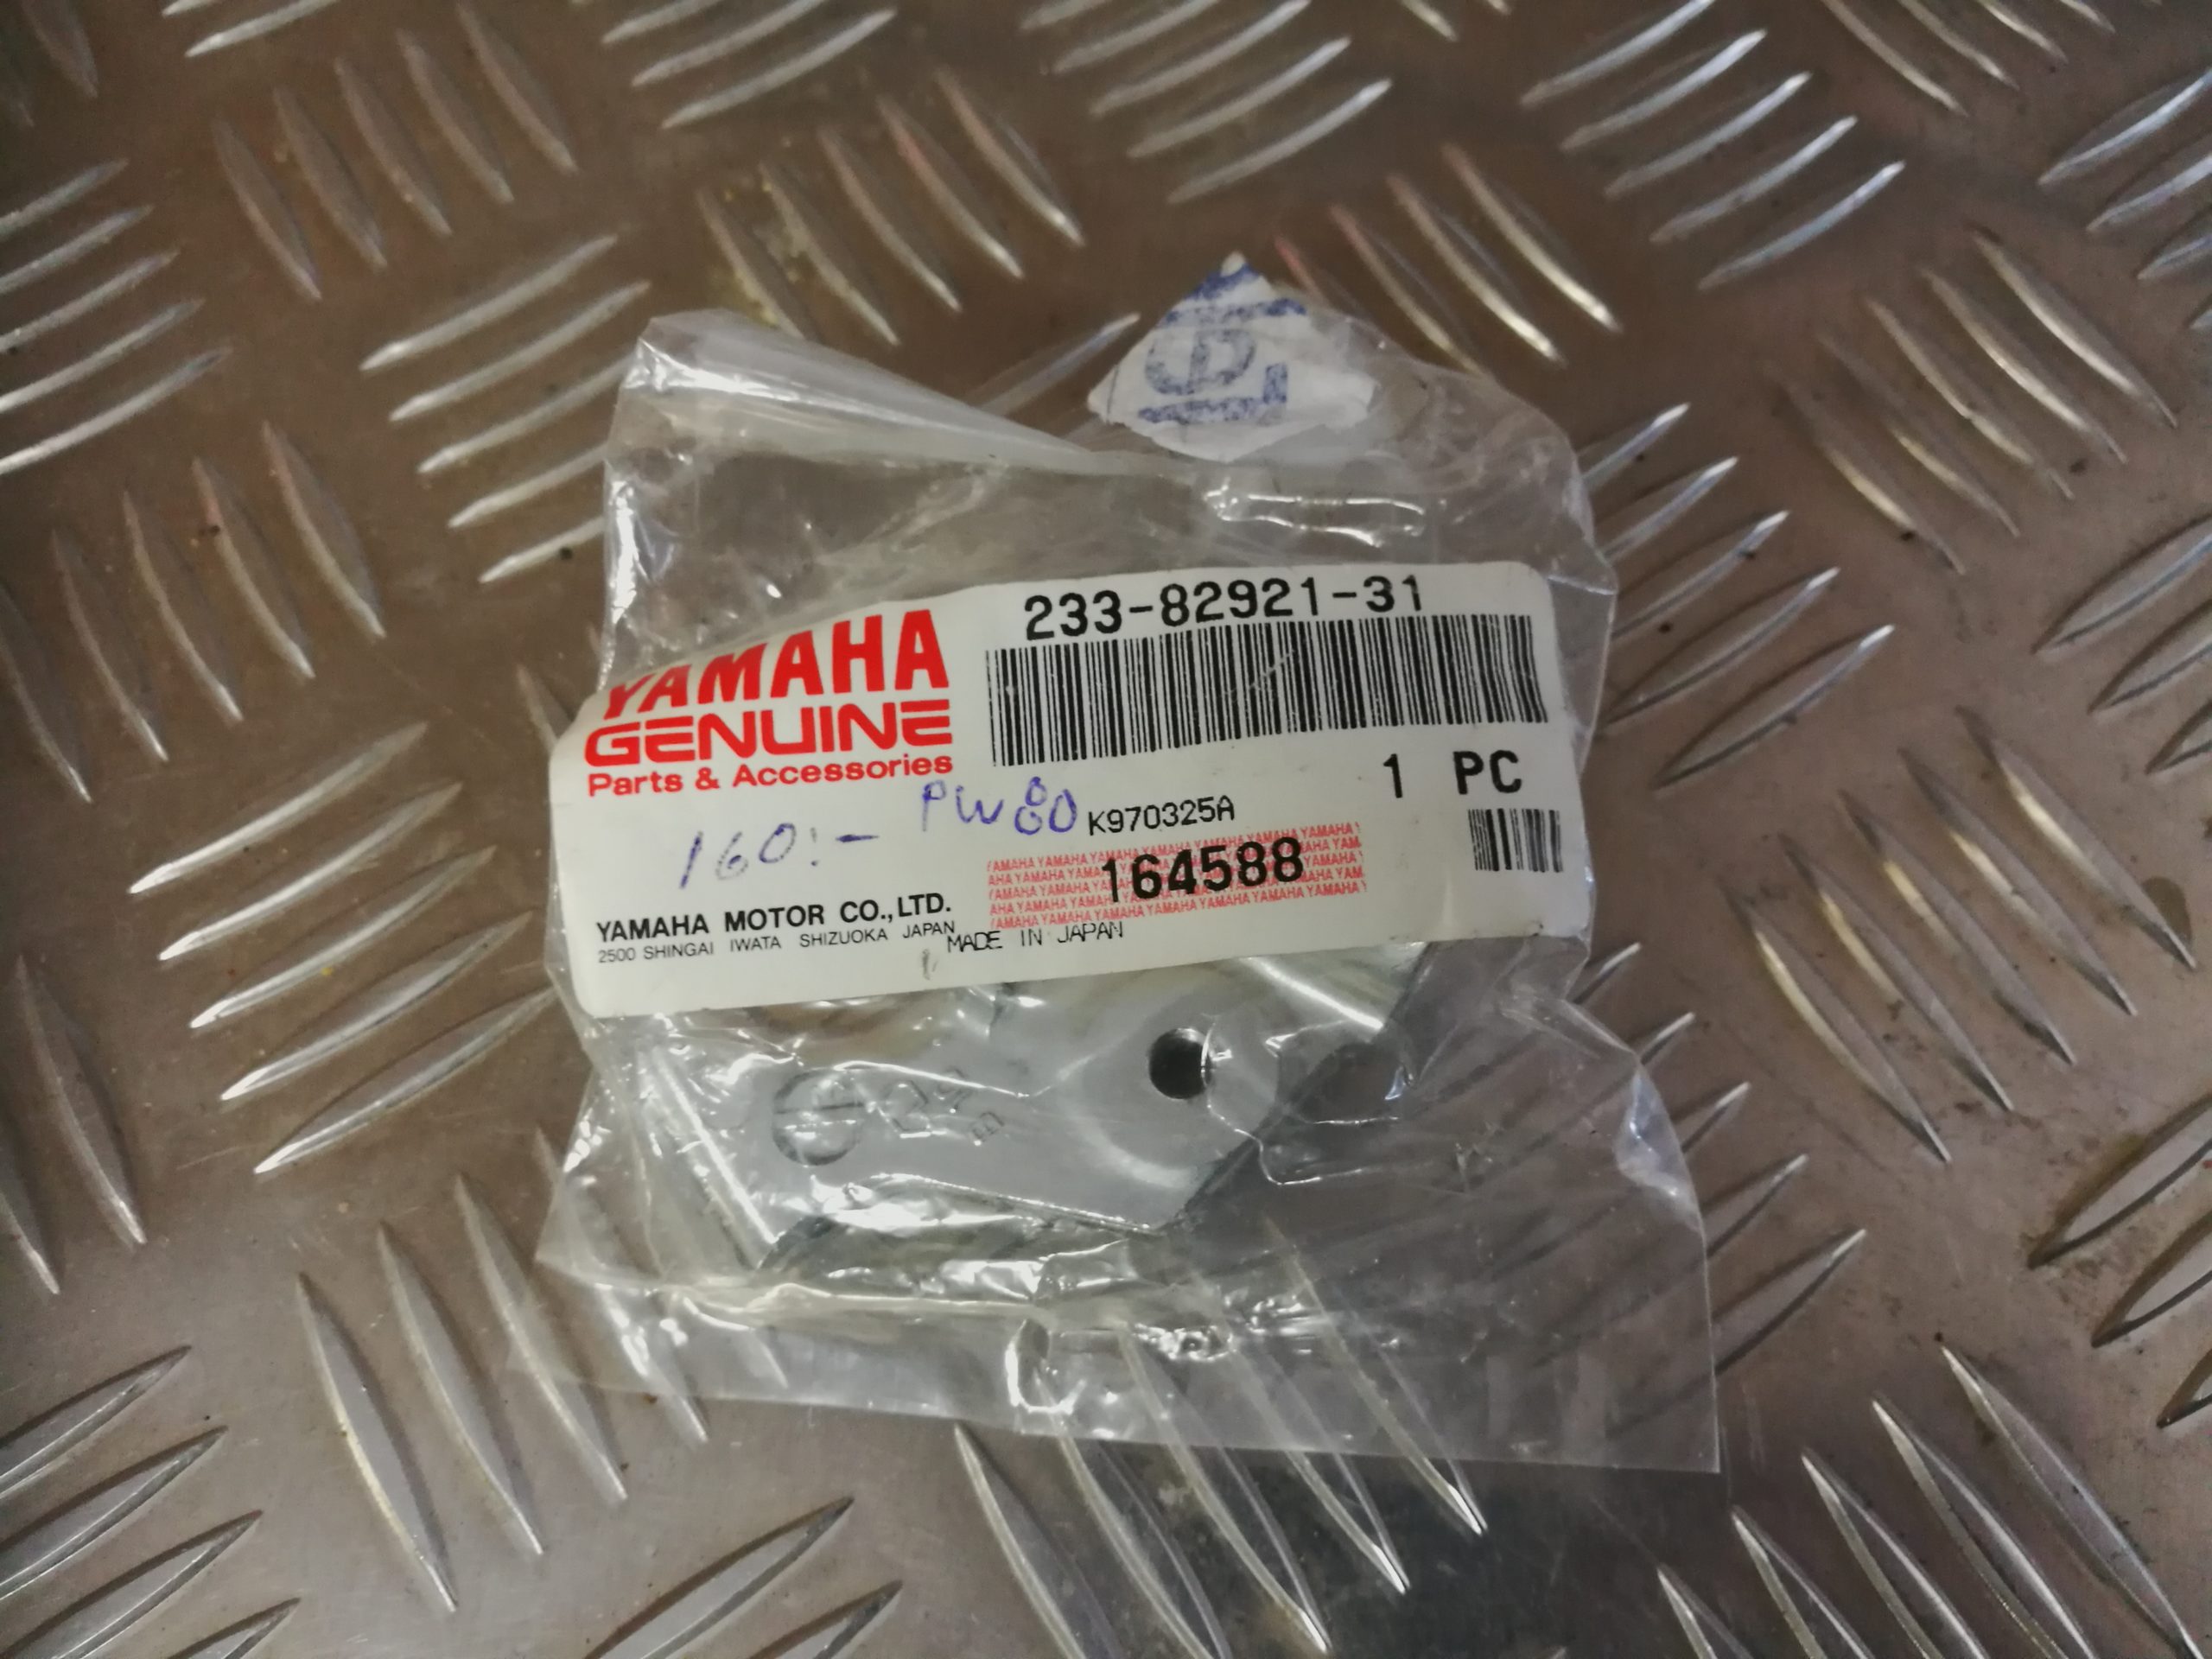 233-82921-31
YAMAHA
GENUINE
Parts & Accessories
1 PC
PW80
K970325A
160:-
164588
YAMAHA MOTOR CO.,LTD.
2500 SHINGAI IWATA SHIZUOKA JAPAN
MADE IN JAPAN